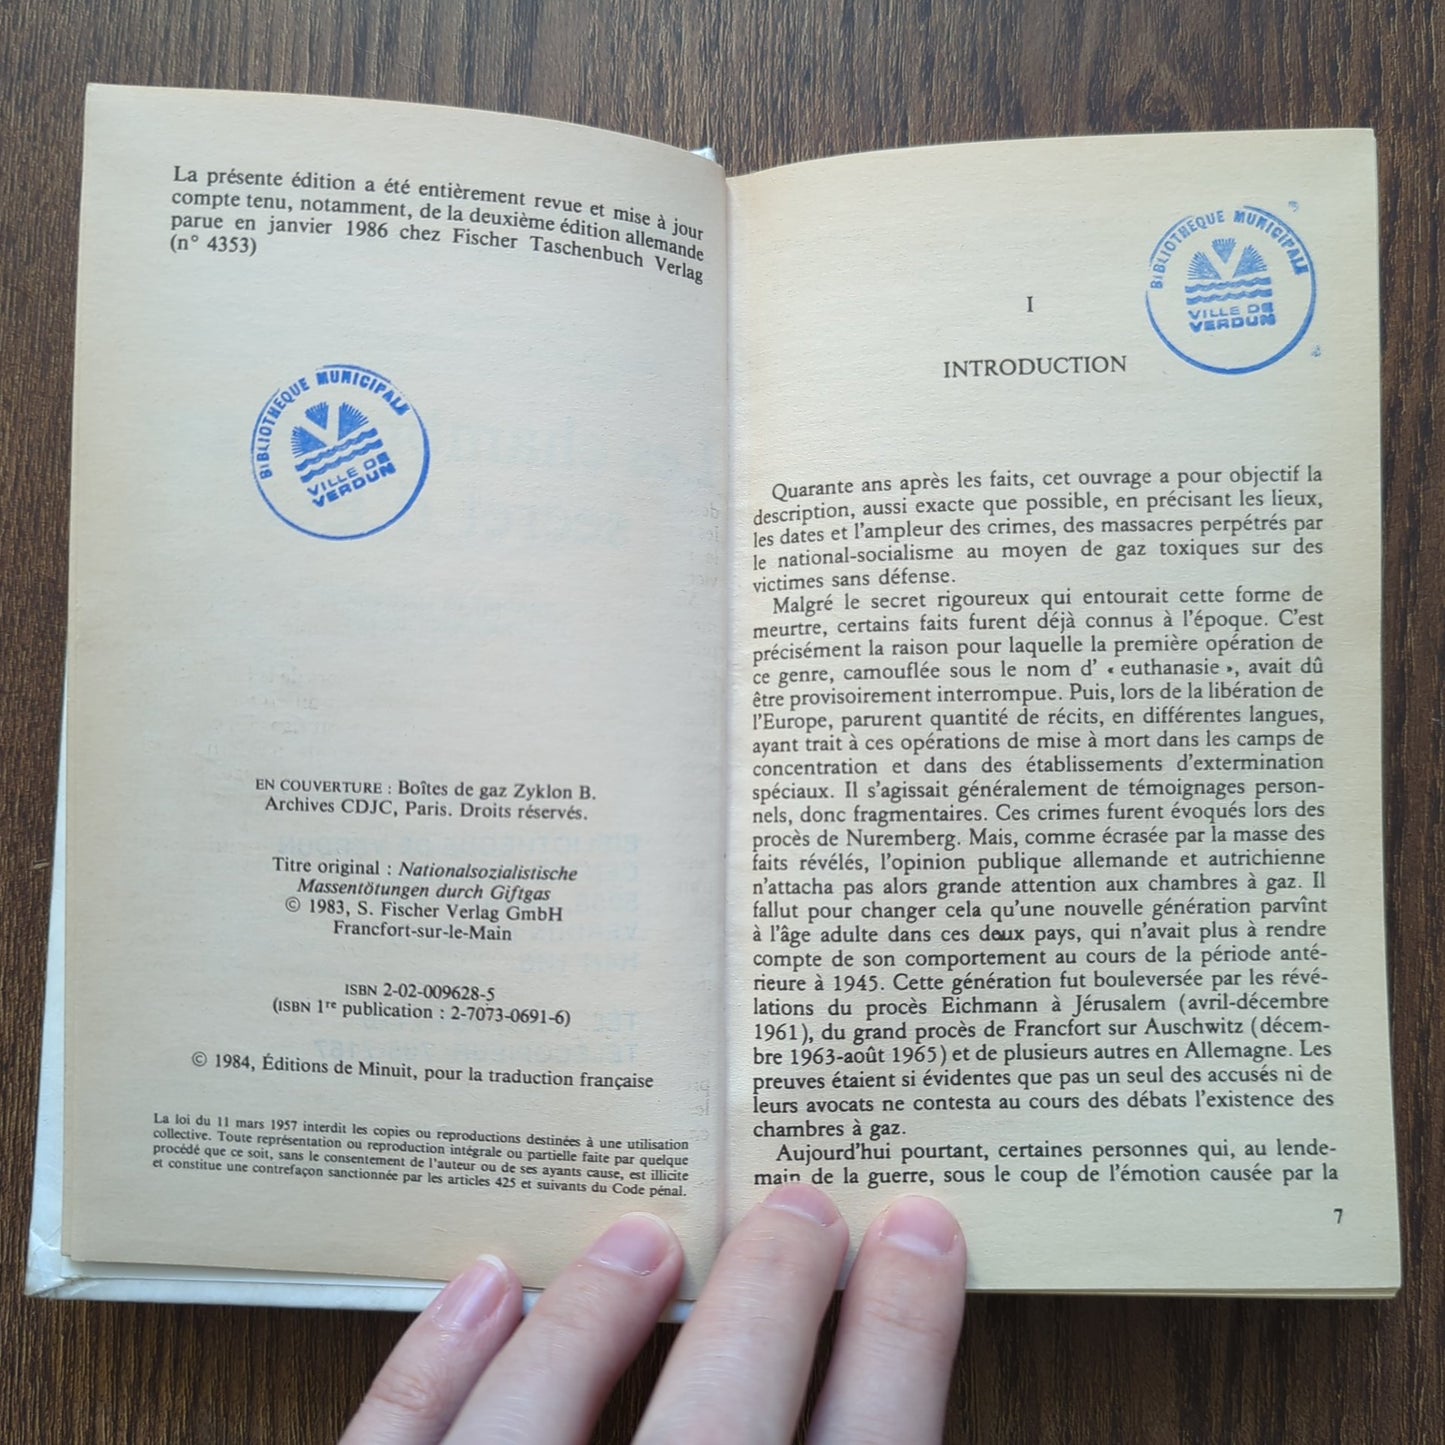 La présente édition a été entièrement revue et mise à jour
compte tenu, notamment, de la deuxième édition allemande
parue en janvier 1986 chez Fischer Taschenbuch Verlag
(n° 4353)
BIBLIOTHEQUE MUNICIPALE
VILLE DE
VERDUN
EN COUVERTURE : Boîtes de gaz Zyklon B.
Archives CDJC, Paris. Droits réservés.
Titre original : Nationalsozialistische
Massentötungen durch Giftgas
© 1983, S. Fischer Verlag GmbH
Francfort-sur-le-Main
ISBN 2-02-009628-5
(ISBN 1re publication : 2-7073-0691-6)
© 1984, Éditions de Minuit, pour la traduction française
La loi du 11 mars 1957 interdit les copies ou reproductions destinées à une utilisation
collective. Toute représentation ou reproduction intégrale ou partielle faite par quelque
procédé que ce soit, sans le consentement de l'auteur ou de ses ayants cause, est illicite
et constitue une contrefaçon sanctionnée par les articles 425 et suivants du Code pénal.
BIBLIOTHEQUE MUNICIPALE
VILLE DE
VERDUN
I
INTRODUCTION
Quarante ans après les faits, cet ouvrage a pour objectif la
description, aussi exacte que possible, en précisant les lieux,
les dates et l'ampleur des crimes, des massacres perpétrés par
le national-socialisme au moyen de gaz toxiques sur des
victimes sans défense.
Malgré le secret rigoureux qui entourait cette forme de
meurtre, certains faits furent déjà connus à l'époque. C'est
précisément la raison pour laquelle la première opération de
ce genre, camouflée sous le nom d' « euthanasie », avait dû
être provisoirement interrompue. Puis, lors de la libération de
l'Europe, parurent quantité de récits, en différentes langues,
ayant trait à ces opérations de mise à mort dans les camps de
concentration et dans des établissements d'extermination
spéciaux. Il s'agissait généralement de témoignages person-
nels, donc fragmentaires. Ces crimes furent évoqués lors des
procès de Nuremberg. Mais, comme écrasée par la masse des
faits révélés, l'opinion publique allemande et autrichienne
n'attacha pas alors grande attention aux chambres à gaz. Il
fallut pour changer cela qu'une nouvelle génération parvînt
à l'âge adulte dans ces deux pays, qui n'avait plus à rendre
compte de son comportement au cours de la période anté-
rieure à 1945. Cette génération fut bouleversée par les révé-
lations du procès Eichmann à Jérusalem (avril-décembre
1961), du grand procès de Francfort sur Auschwitz (décem-
bre 1963-août 1965) et de plusieurs autres en Allemagne. Les
preuves étaient si évidentes que pas un seul des accusés ni de
leurs avocats ne contesta au cours des débats l'existence des
chambres à gaz.
Aujourd'hui pourtant, certaines personnes qui, au lende-
main de la guerre, sous le coup de l'émotion causée par la
7